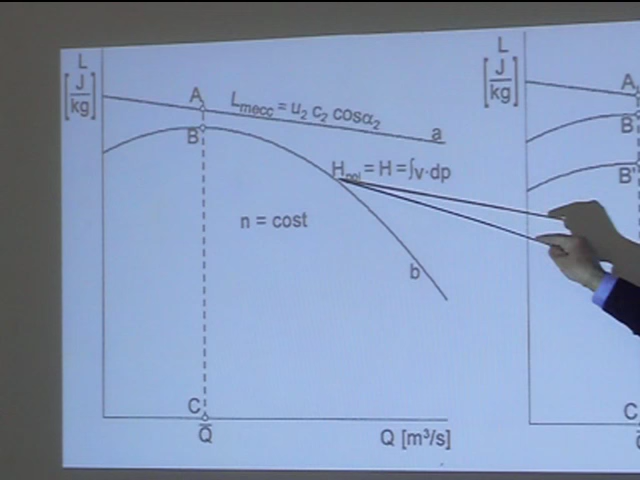 L
[J/kg]
A
L_mecc = u₂ c₂ cosα₂
a
B
H_pol = H = ∫v·dp
n = cost
b
C
Q̄
Q [m³/s]
L
[J/kg]
A
B
B'
C